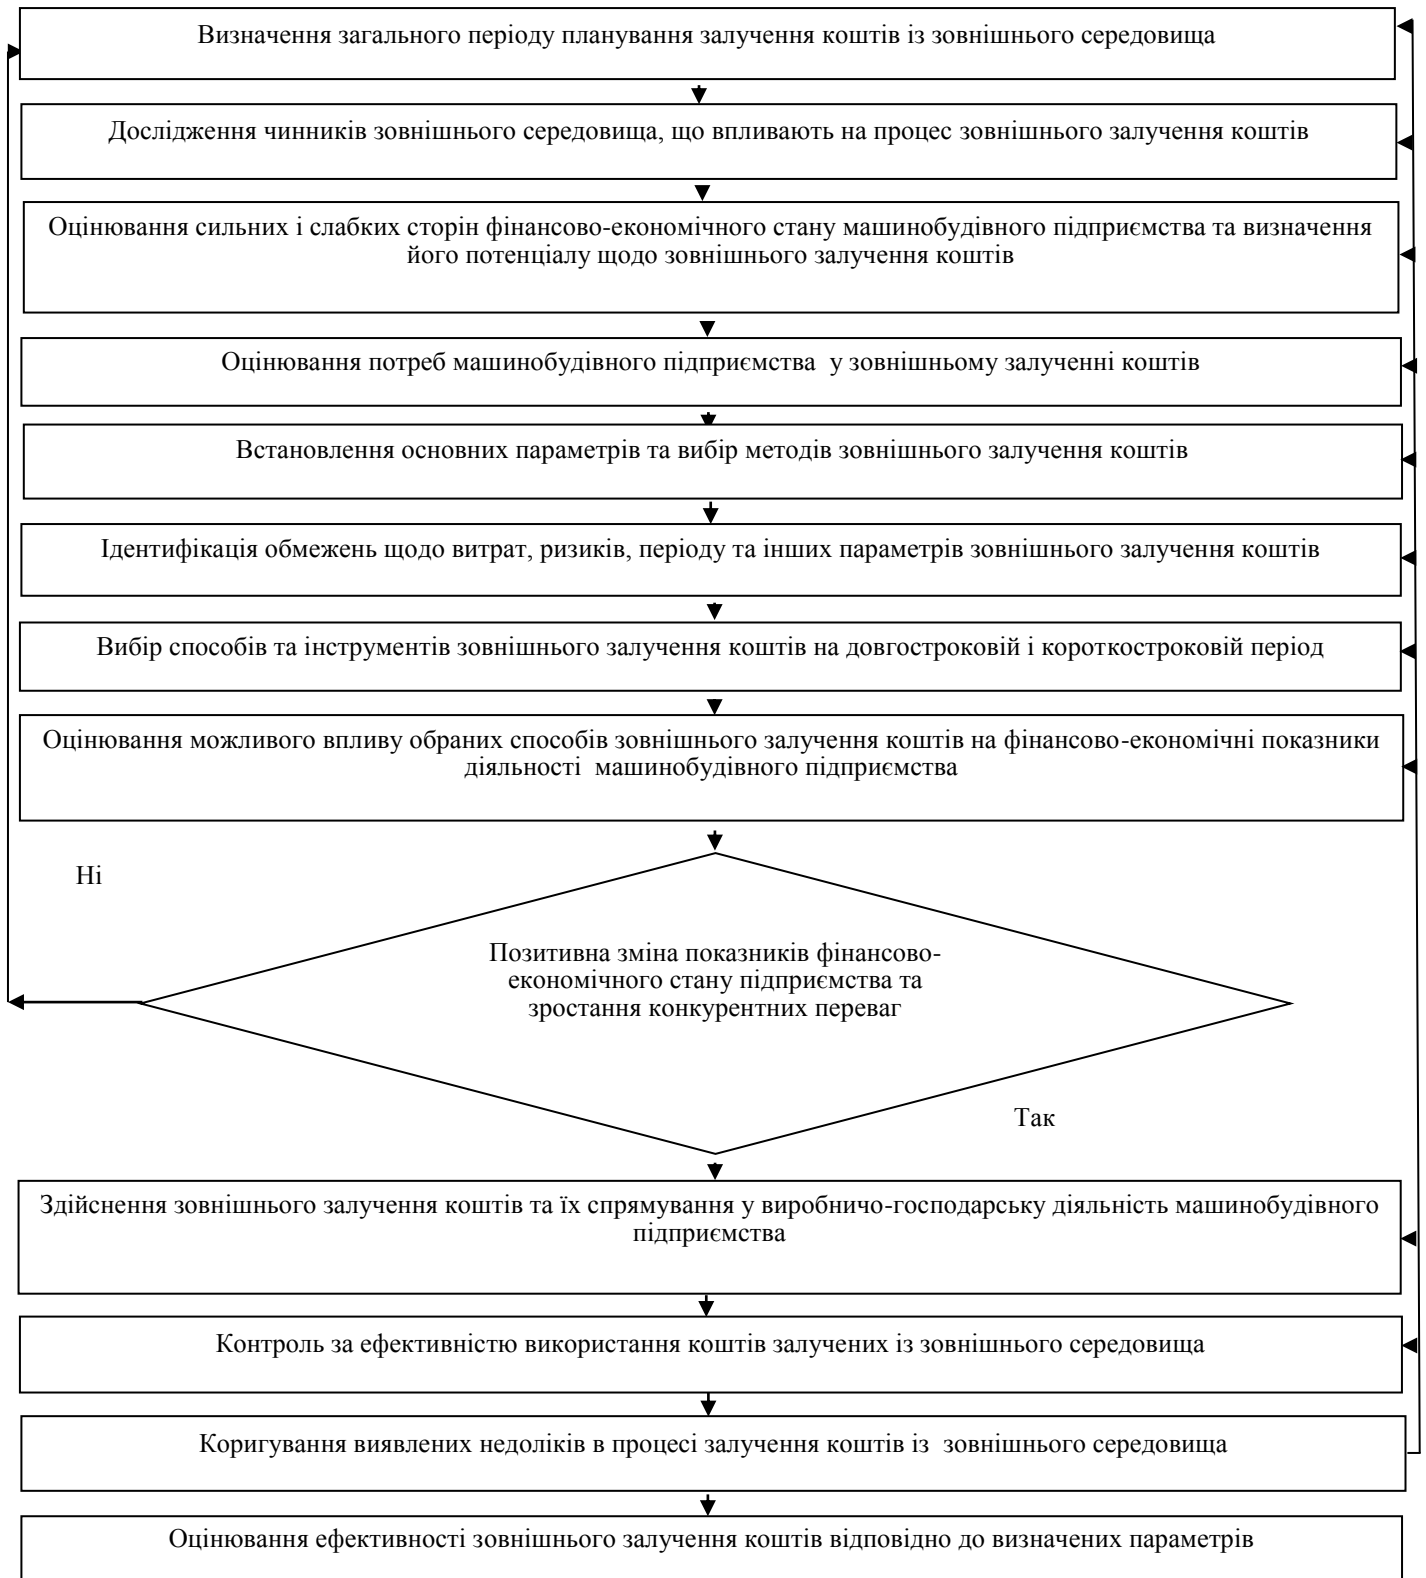 Визначення загального періоду планування залучення коштів із зовнішнього середовища
Дослідження чинників зовнішнього середовища, що впливають на процес зовнішнього залучення коштів
Оцінювання сильних і слабких сторін фінансово-економічного стану машинобудівного підприємства та визначення
його потенціалу щодо зовнішнього залучення коштів
Оцінювання потреб машинобудівного підприємства у зовнішньому залученні коштів
Встановлення основних параметрів та вибір методів зовнішнього залучення коштів
Ідентифікація обмежень щодо витрат, ризиків, періоду та інших параметрів зовнішнього залучення коштів
Вибір способів та інструментів зовнішнього залучення коштів на довгостроковій і короткостроковій період
Оцінювання можливого впливу обраних способів зовнішнього залучення коштів на фінансово-економічні показники
діяльності машинобудівного підприємства
Ні
Позитивна зміна показників фінансово-
економічного стану підприємства та
зростання конкурентних переваг
Так
Здійснення зовнішнього залучення коштів та їх спрямування у виробничо-господарську діяльність машинобудівного
підприємства
Контроль за ефективністю використання коштів залучених із зовнішнього середовища
Коригування виявлених недоліків в процесі залучення коштів із зовнішнього середовища
Оцінювання ефективності зовнішнього залучення коштів відповідно до визначених параметрів